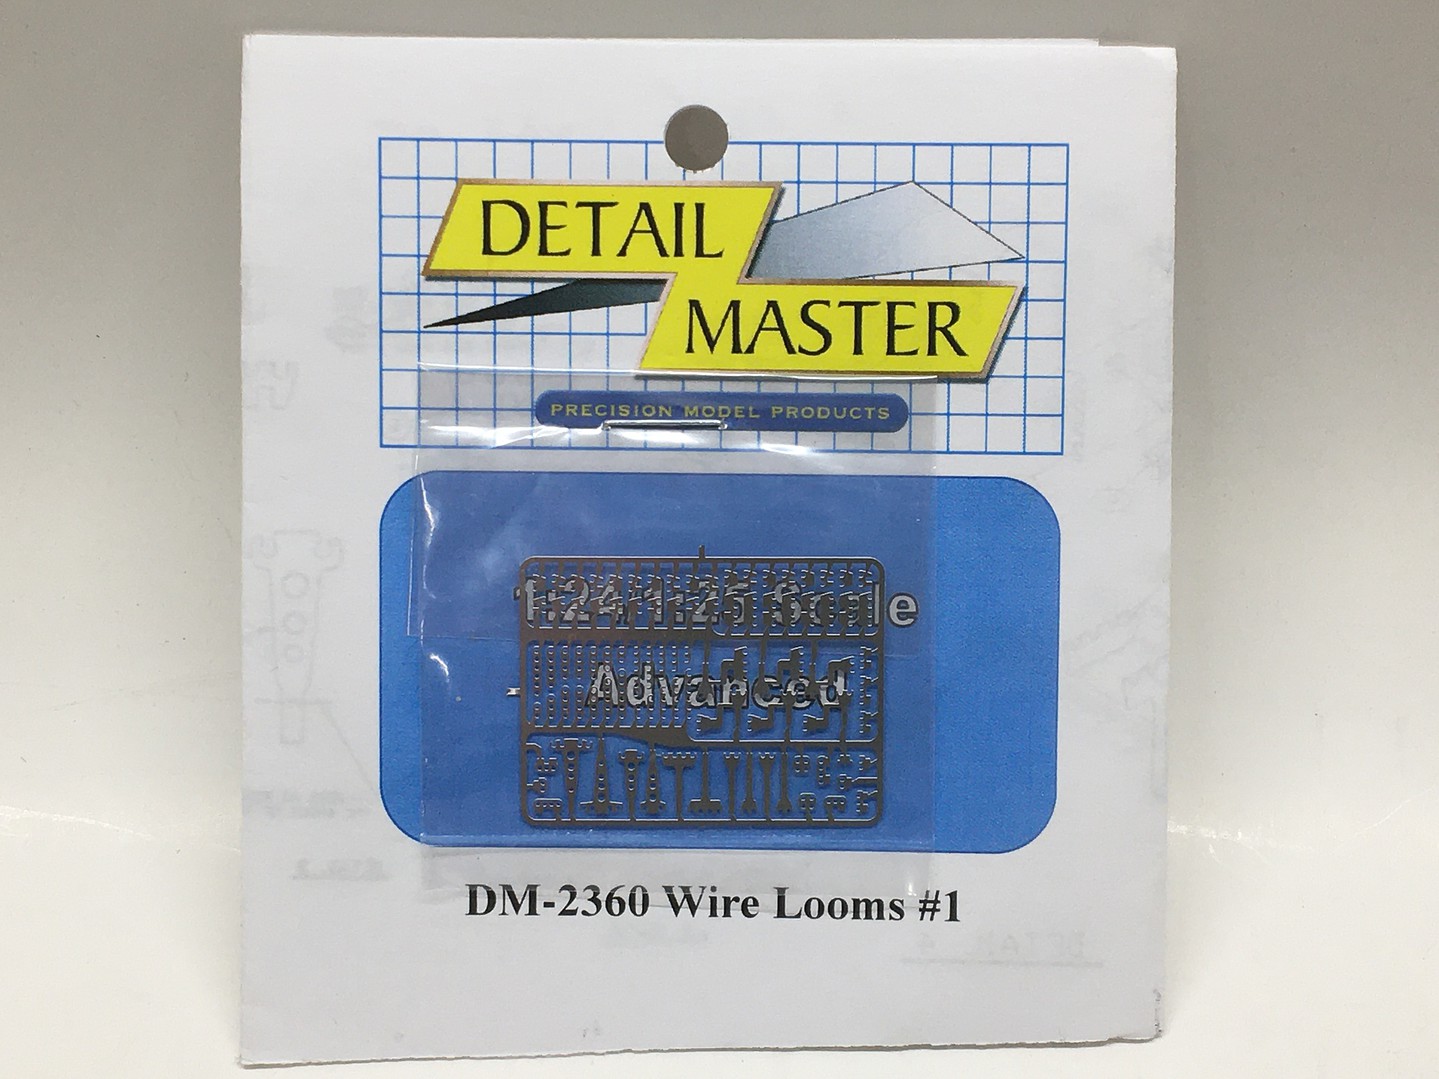 DETAIL
MASTER
PRECISION MODEL PRODUCTS
1:24/1:25 Scale
Advanced
DM-2360 Wire Looms #1